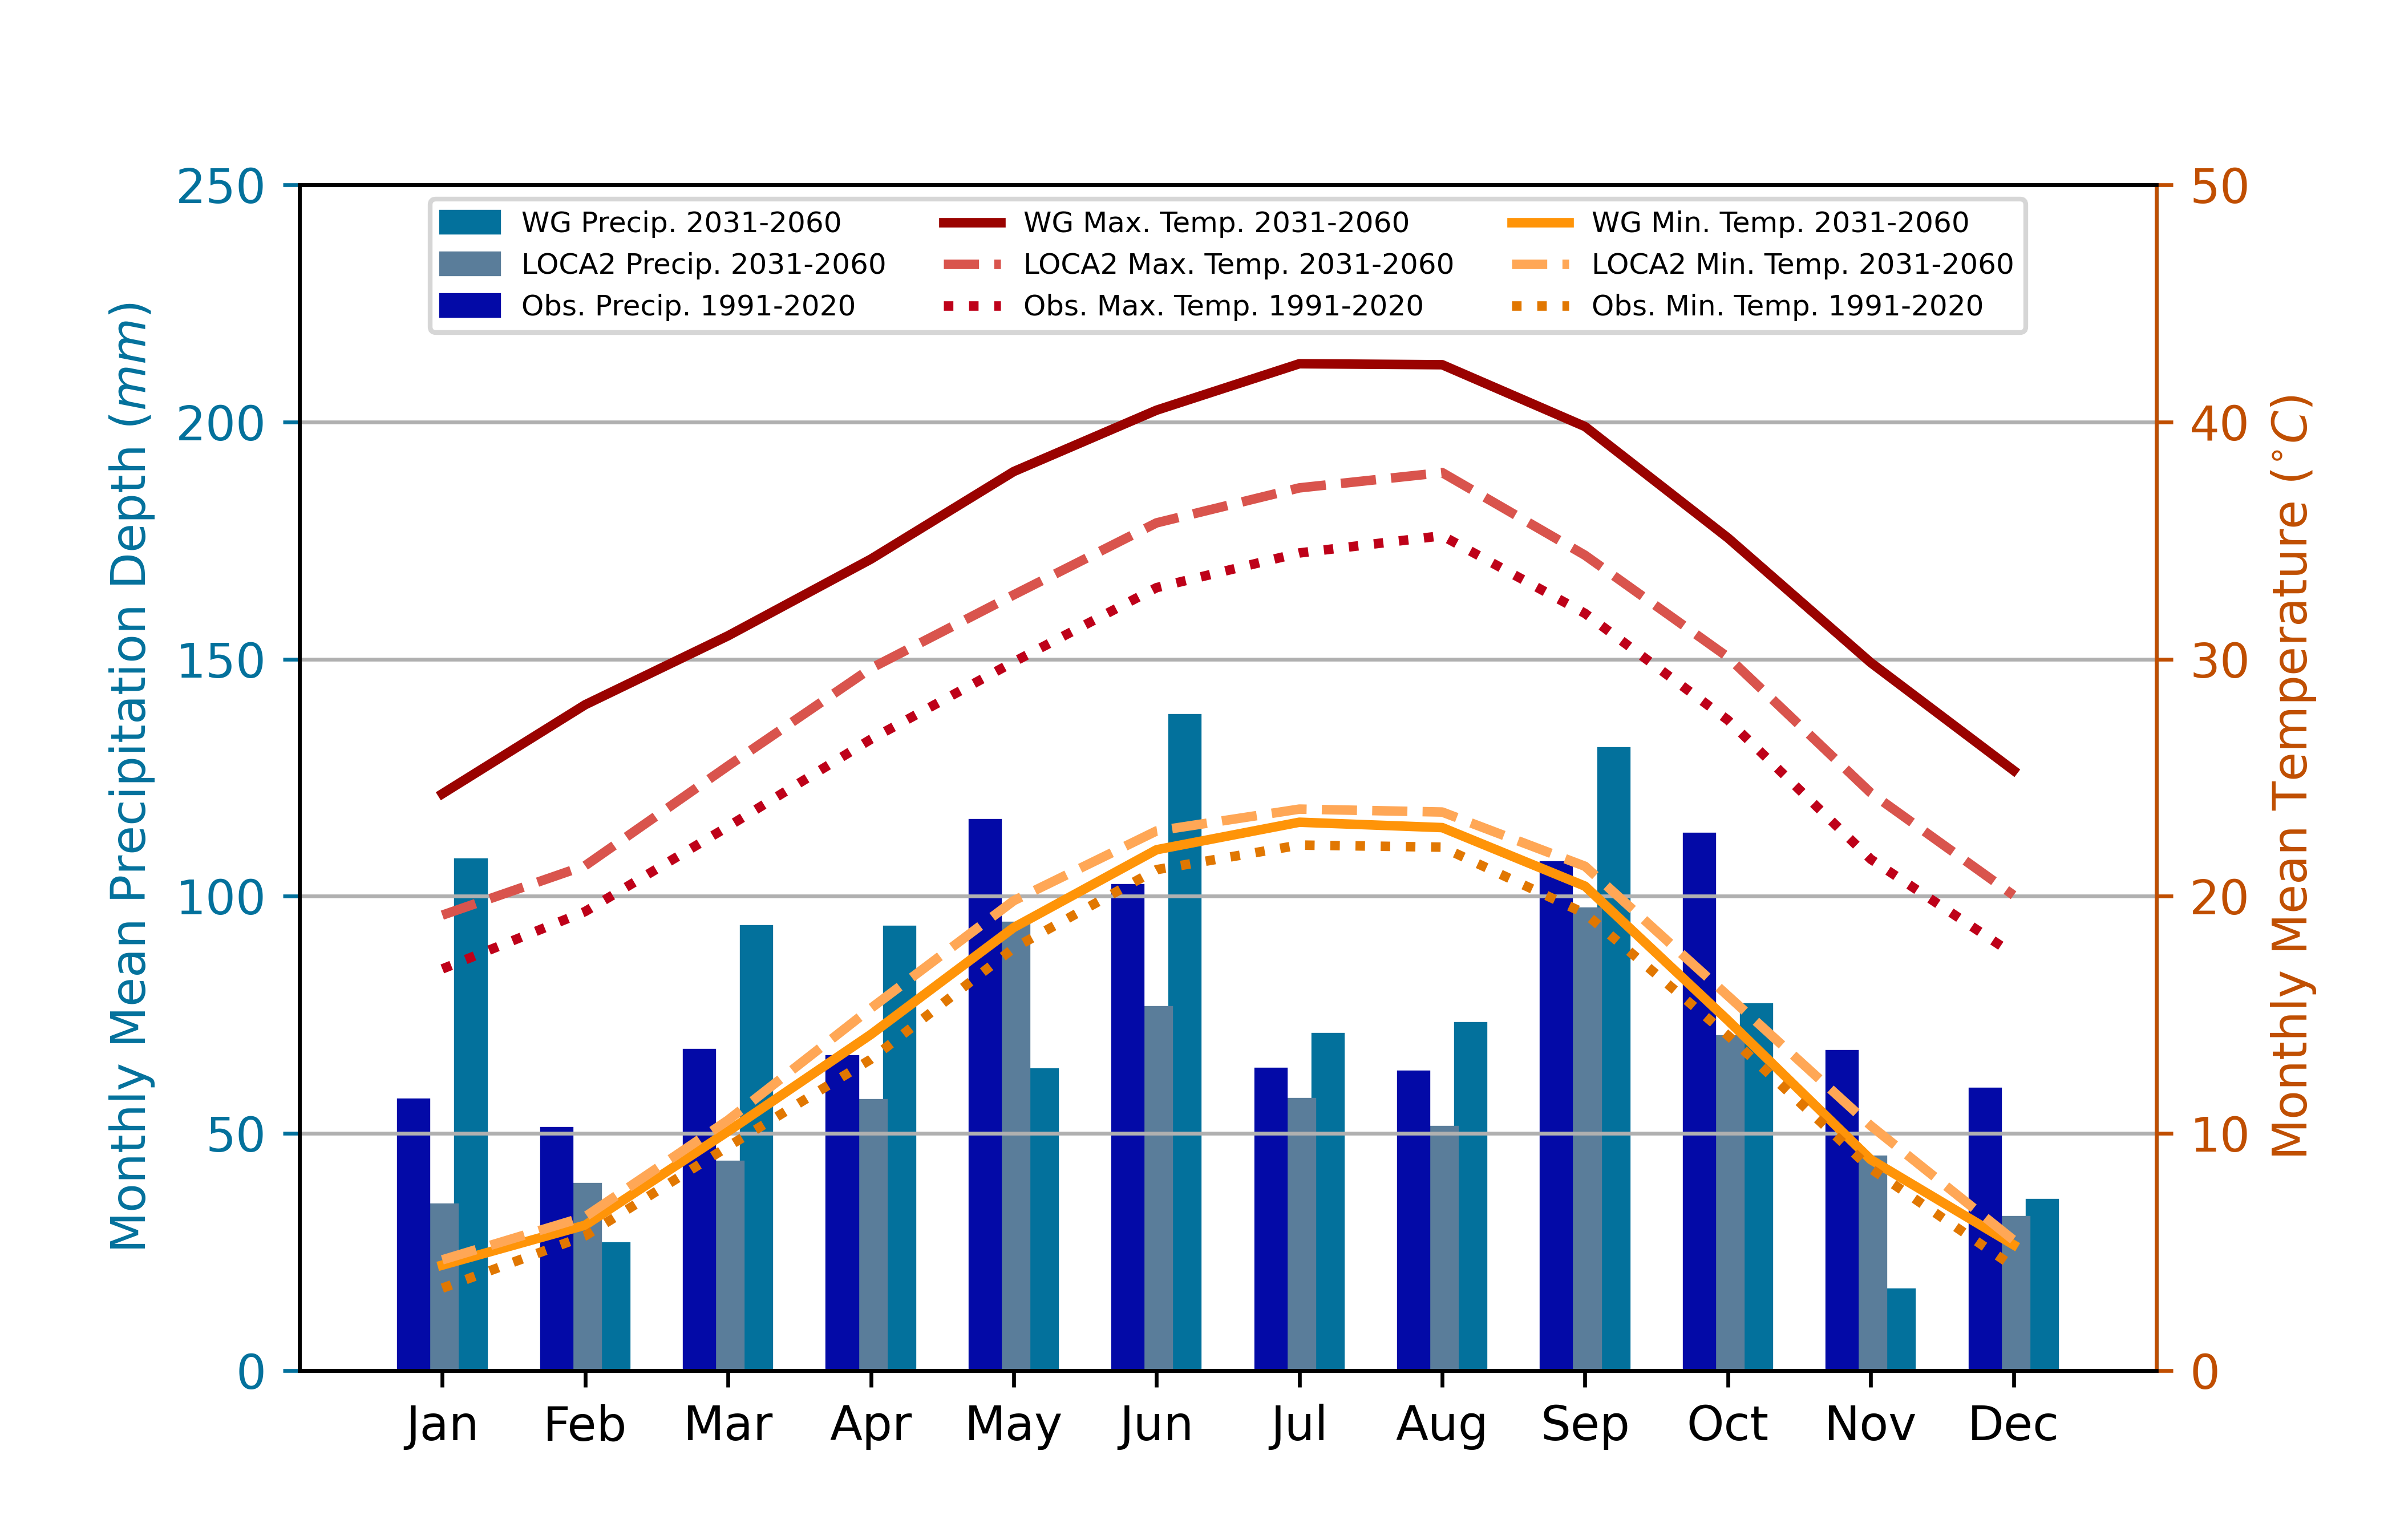 WG Precip. 2031-2060
LOCA2 Precip. 2031-2060
Obs. Precip. 1991-2020
WG Max. Temp. 2031-2060
LOCA2 Max. Temp. 2031-2060
Obs. Max. Temp. 1991-2020
WG Min. Temp. 2031-2060
LOCA2 Min. Temp. 2031-2060
Obs. Min. Temp. 1991-2020
Monthly Mean Precipitation Depth (mm)
250
200
150
100
50
0
50
40
30
20
10
0
Monthly Mean Temperature (°C)
Jan Feb Mar Apr May Jun Jul Aug Sep Oct Nov Dec